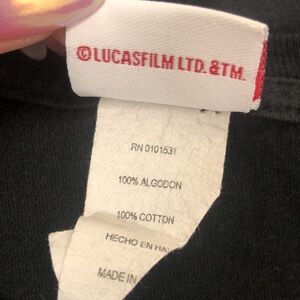 © LUCASFILM LTD. & TM.
RN 0101531
100% ALGODON
100% COTTON
HECHO EN
MADE IN